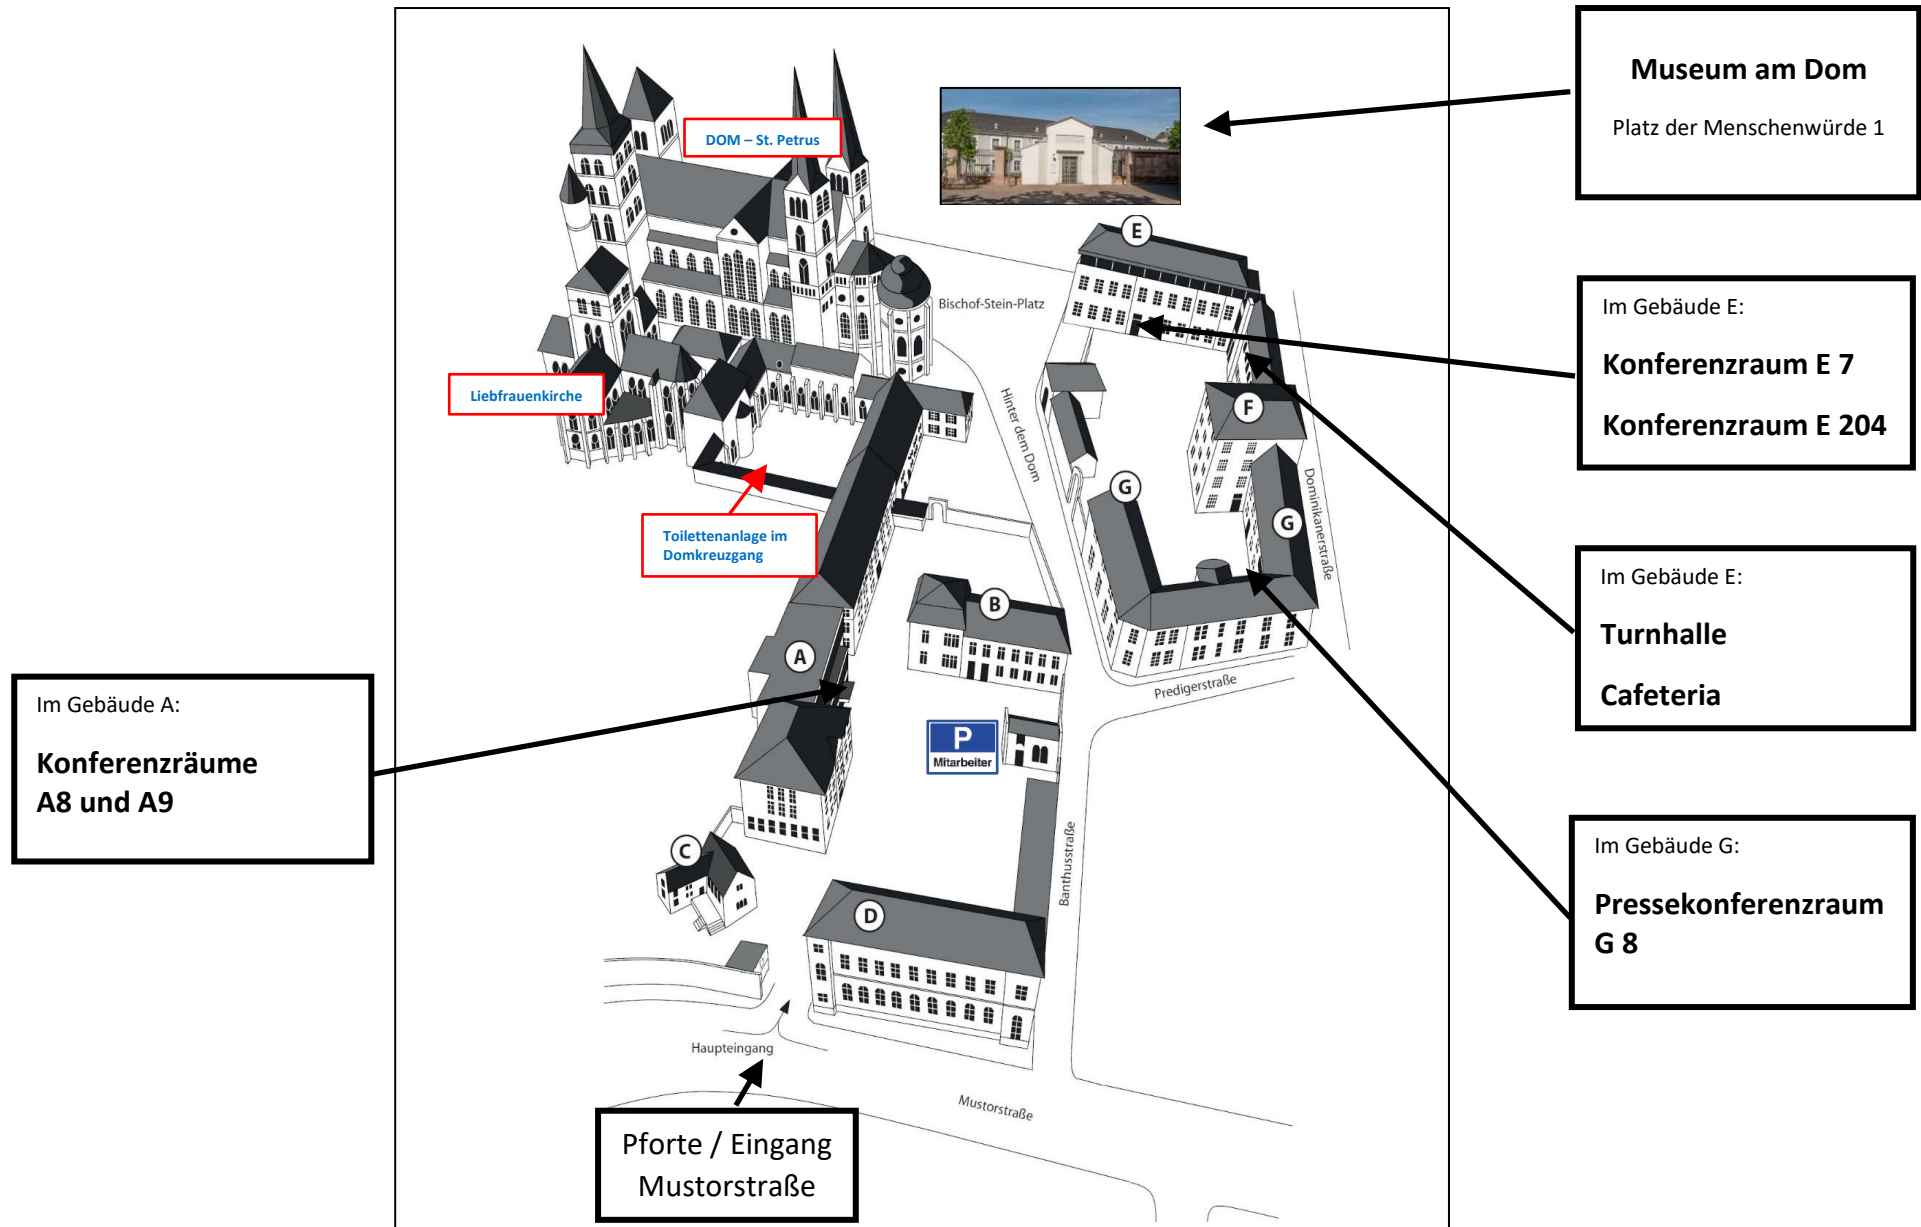 Museum am Dom
Platz der Menschenwürde 1
DOM – St. Petrus
E
Bischof-Stein-Platz
Im Gebäude E:
Konferenzraum E 7
Konferenzraum E 204
Liebfrauenkirche
Hinter dem Dom
F
Dominikanerstraße
G
G
Toilettenanlage im
Domkreuzgang
Im Gebäude E:
Turnhalle
Cafeteria
B
A
Predigerstraße
Im Gebäude A:
Konferenzräume
A8 und A9
P
Mitarbeiter
Banthusstraße
C
D
Im Gebäude G:
Pressekonferenzraum
G 8
Haupteingang
Mustorstraße
Pforte / Eingang
Mustorstraße